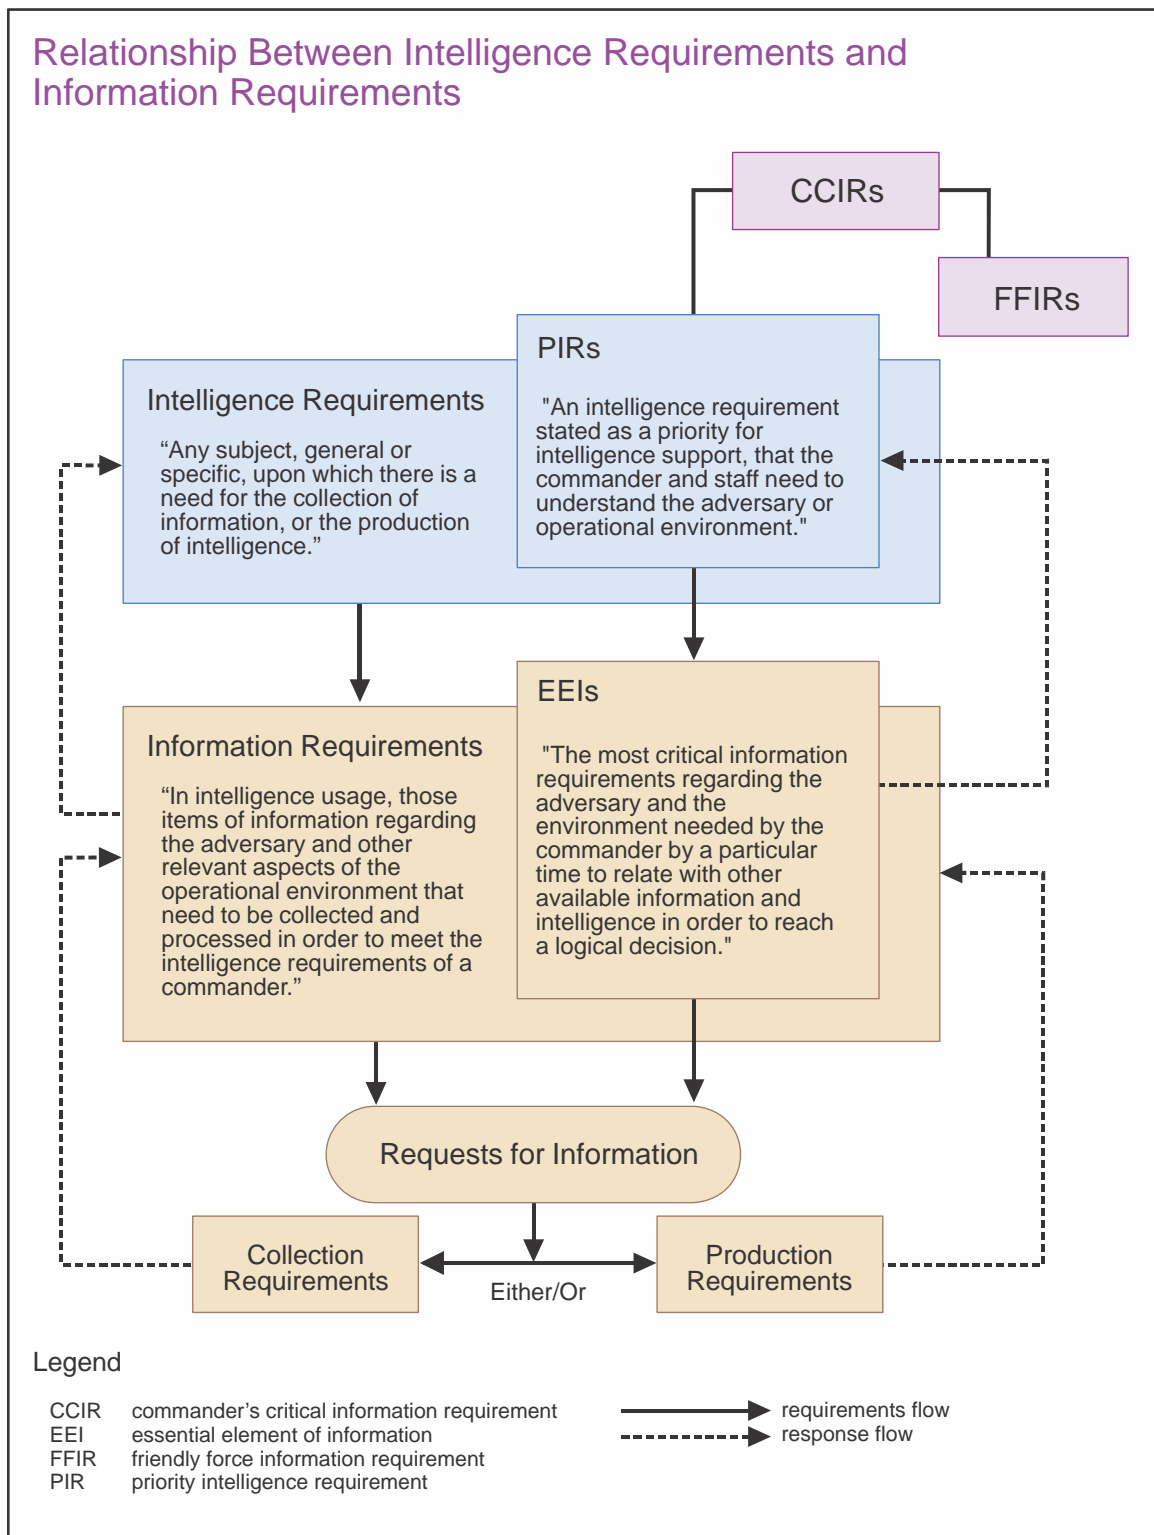 Relationship Between Intelligence Requirements and
Information Requirements
CCIRs
FFIRs
PIRs
"An intelligence requirement
stated as a priority for
intelligence support, that the
commander and staff need to
understand the adversary or
operational environment."
Intelligence Requirements
“Any subject, general or
specific, upon which there is a
need for the collection of
information, or the production
of intelligence.”
EEIs
"The most critical information
requirements regarding the
adversary and the
environment needed by the
commander by a particular
time to relate with other
available information and
intelligence in order to reach
a logical decision."
Information Requirements
“In intelligence usage, those
items of information regarding
the adversary and other
relevant aspects of the
operational environment that
need to be collected and
processed in order to meet the
intelligence requirements of a
commander.”
Requests for Information
Collection
Requirements
Either/Or
Production
Requirements
Legend
CCIR commander’s critical information requirement
EEI essential element of information
FFIR friendly force information requirement
PIR priority intelligence requirement
requirements flow
response flow